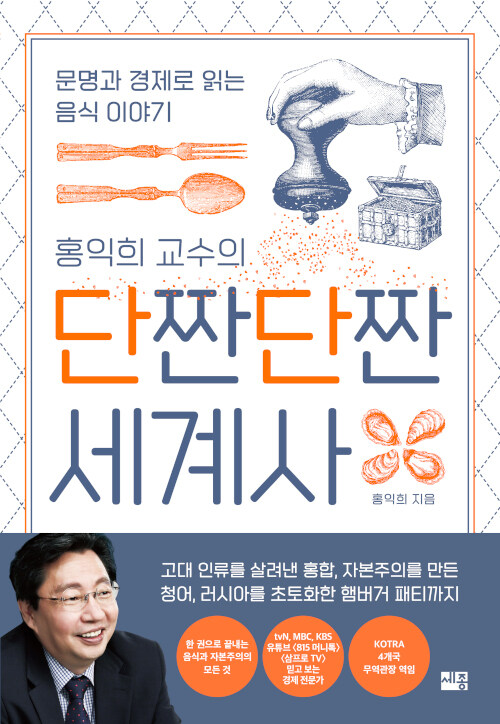 문명과 경제로 읽는
음식 이야기
홍익희 교수의
단짠단짠
세계사
홍익희 지음
고대 인류를 살려낸 홍합, 자본주의를 만든
청어, 러시아를 초토화한 햄버거 패티까지
한 권으로 끝내는
음식과 자본주의의
모든 것
tvN, MBC, KBS
유튜브 <815 머니톡>
<삼프로 TV>
믿고 보는
경제 전문가
KOTRA
4개국
무역관장 역임
세종